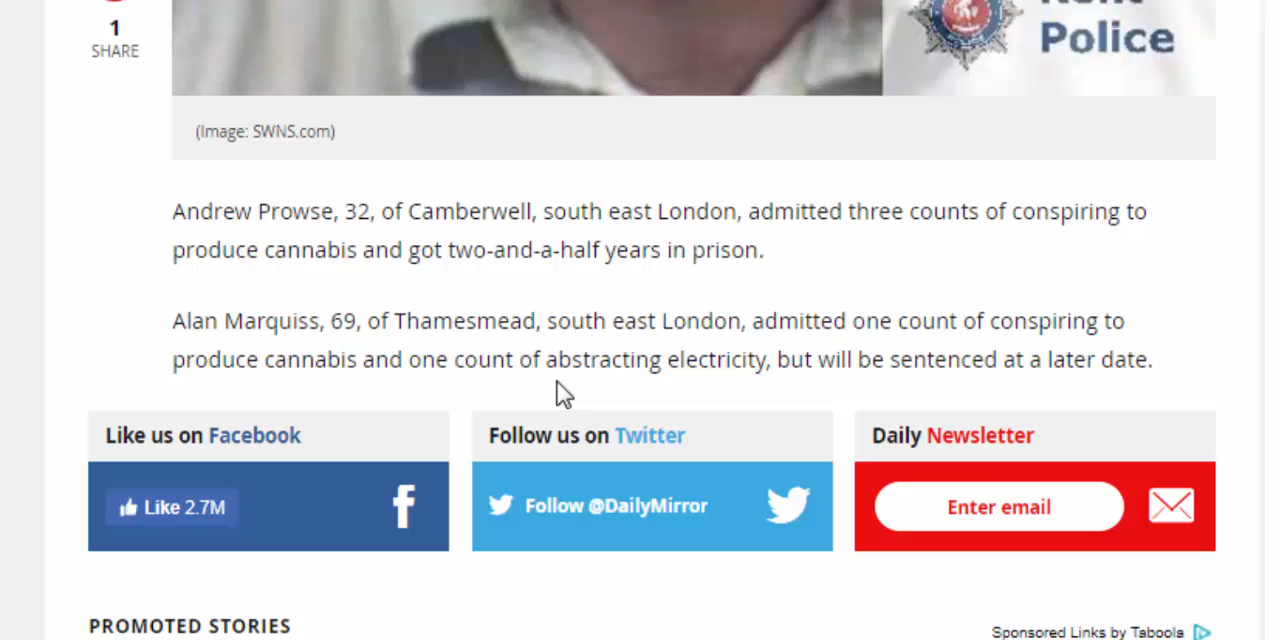 1
SHARE
Police
(Image: SWNS.com)
Andrew Prowse, 32, of Camberwell, south east London, admitted three counts of conspiring to
produce cannabis and got two-and-a-half years in prison.
Alan Marquiss, 69, of Thamesmead, south east London, admitted one count of conspiring to
produce cannabis and one count of abstracting electricity, but will be sentenced at a later date.
Like us on Facebook
Follow us on Twitter
Daily Newsletter
Like 2.7M
Follow @DailyMirror
Enter email
PROMOTED STORIES
Sponsored Links by Taboola